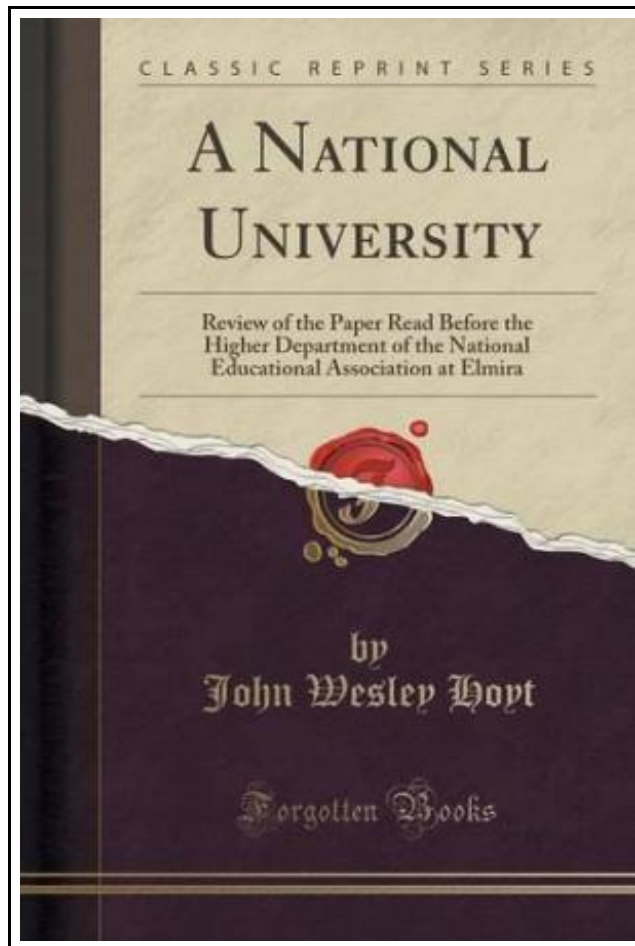 CLASSIC REPRINT SERIES
A NATIONAL
UNIVERSITY
Review of the Paper Read Before the
Higher Department of the National
Educational Association at Elmira
by
John Wesley Hoyt
Forgotten Books